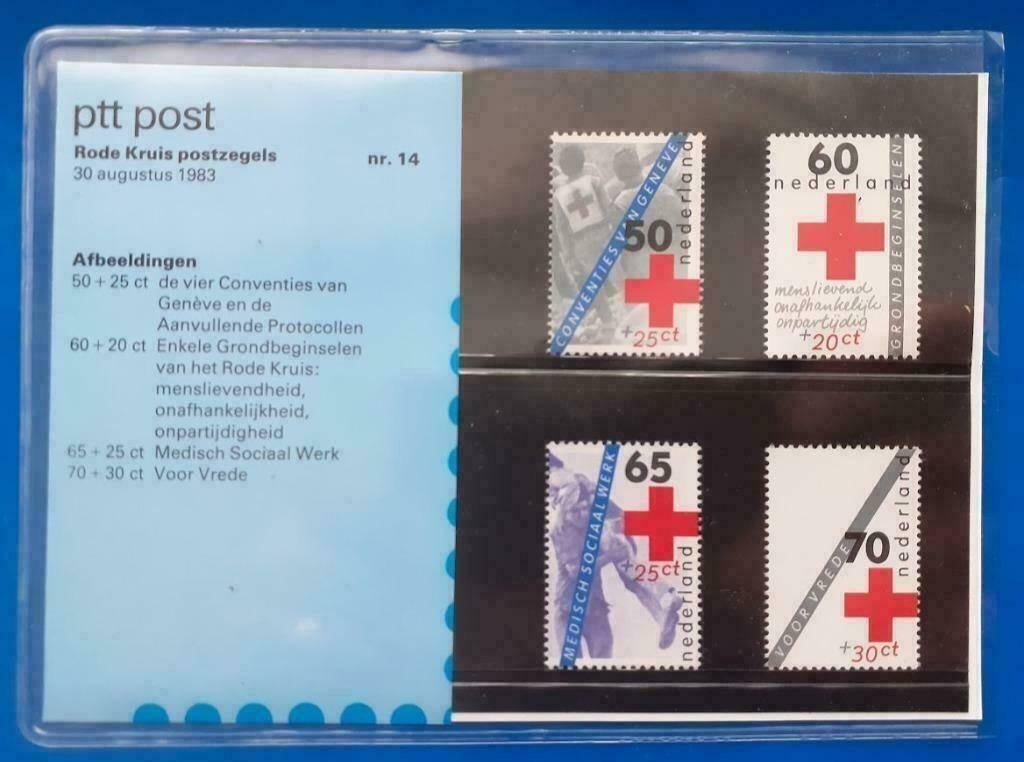 ptt post
Rode Kruis postzegels nr. 14
30 augustus 1983
Afbeeldingen
50 + 25 ct de vier Conventies van
Genève en de
Aanvullende Protocollen
60 + 20 ct Enkele Grondbeginselen
van het Rode Kruis:
menslievendheid,
onafhankelijkheid,
onpartijdigheid
65 + 25 ct Medisch Sociaal Werk
70 + 30 ct Voor Vrede
CONVENTIES VAN GENEVE
50
nederland
+25ct
60
nederland
GRONDBEGINSELEN
menslievend
onafhankelijk
onpartijdig
+20ct
MEDISCH SOCIAAL WERK
65
+25ct
nederland
VOOR VREDE
70
nederland
+30ct